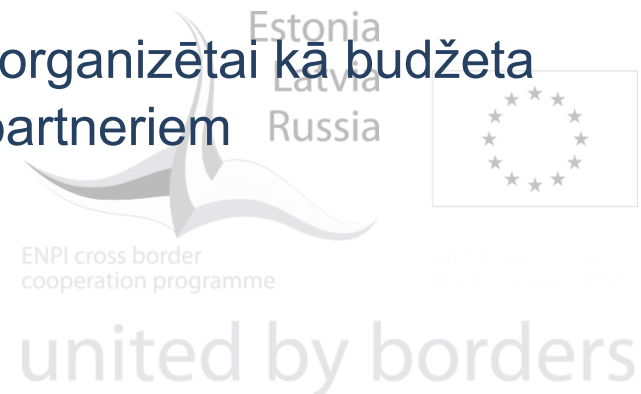 Estonia
organizētai kā budžeta
Latvia
partneriem
Russia
ENPI cross border
cooperation programme
united by borders